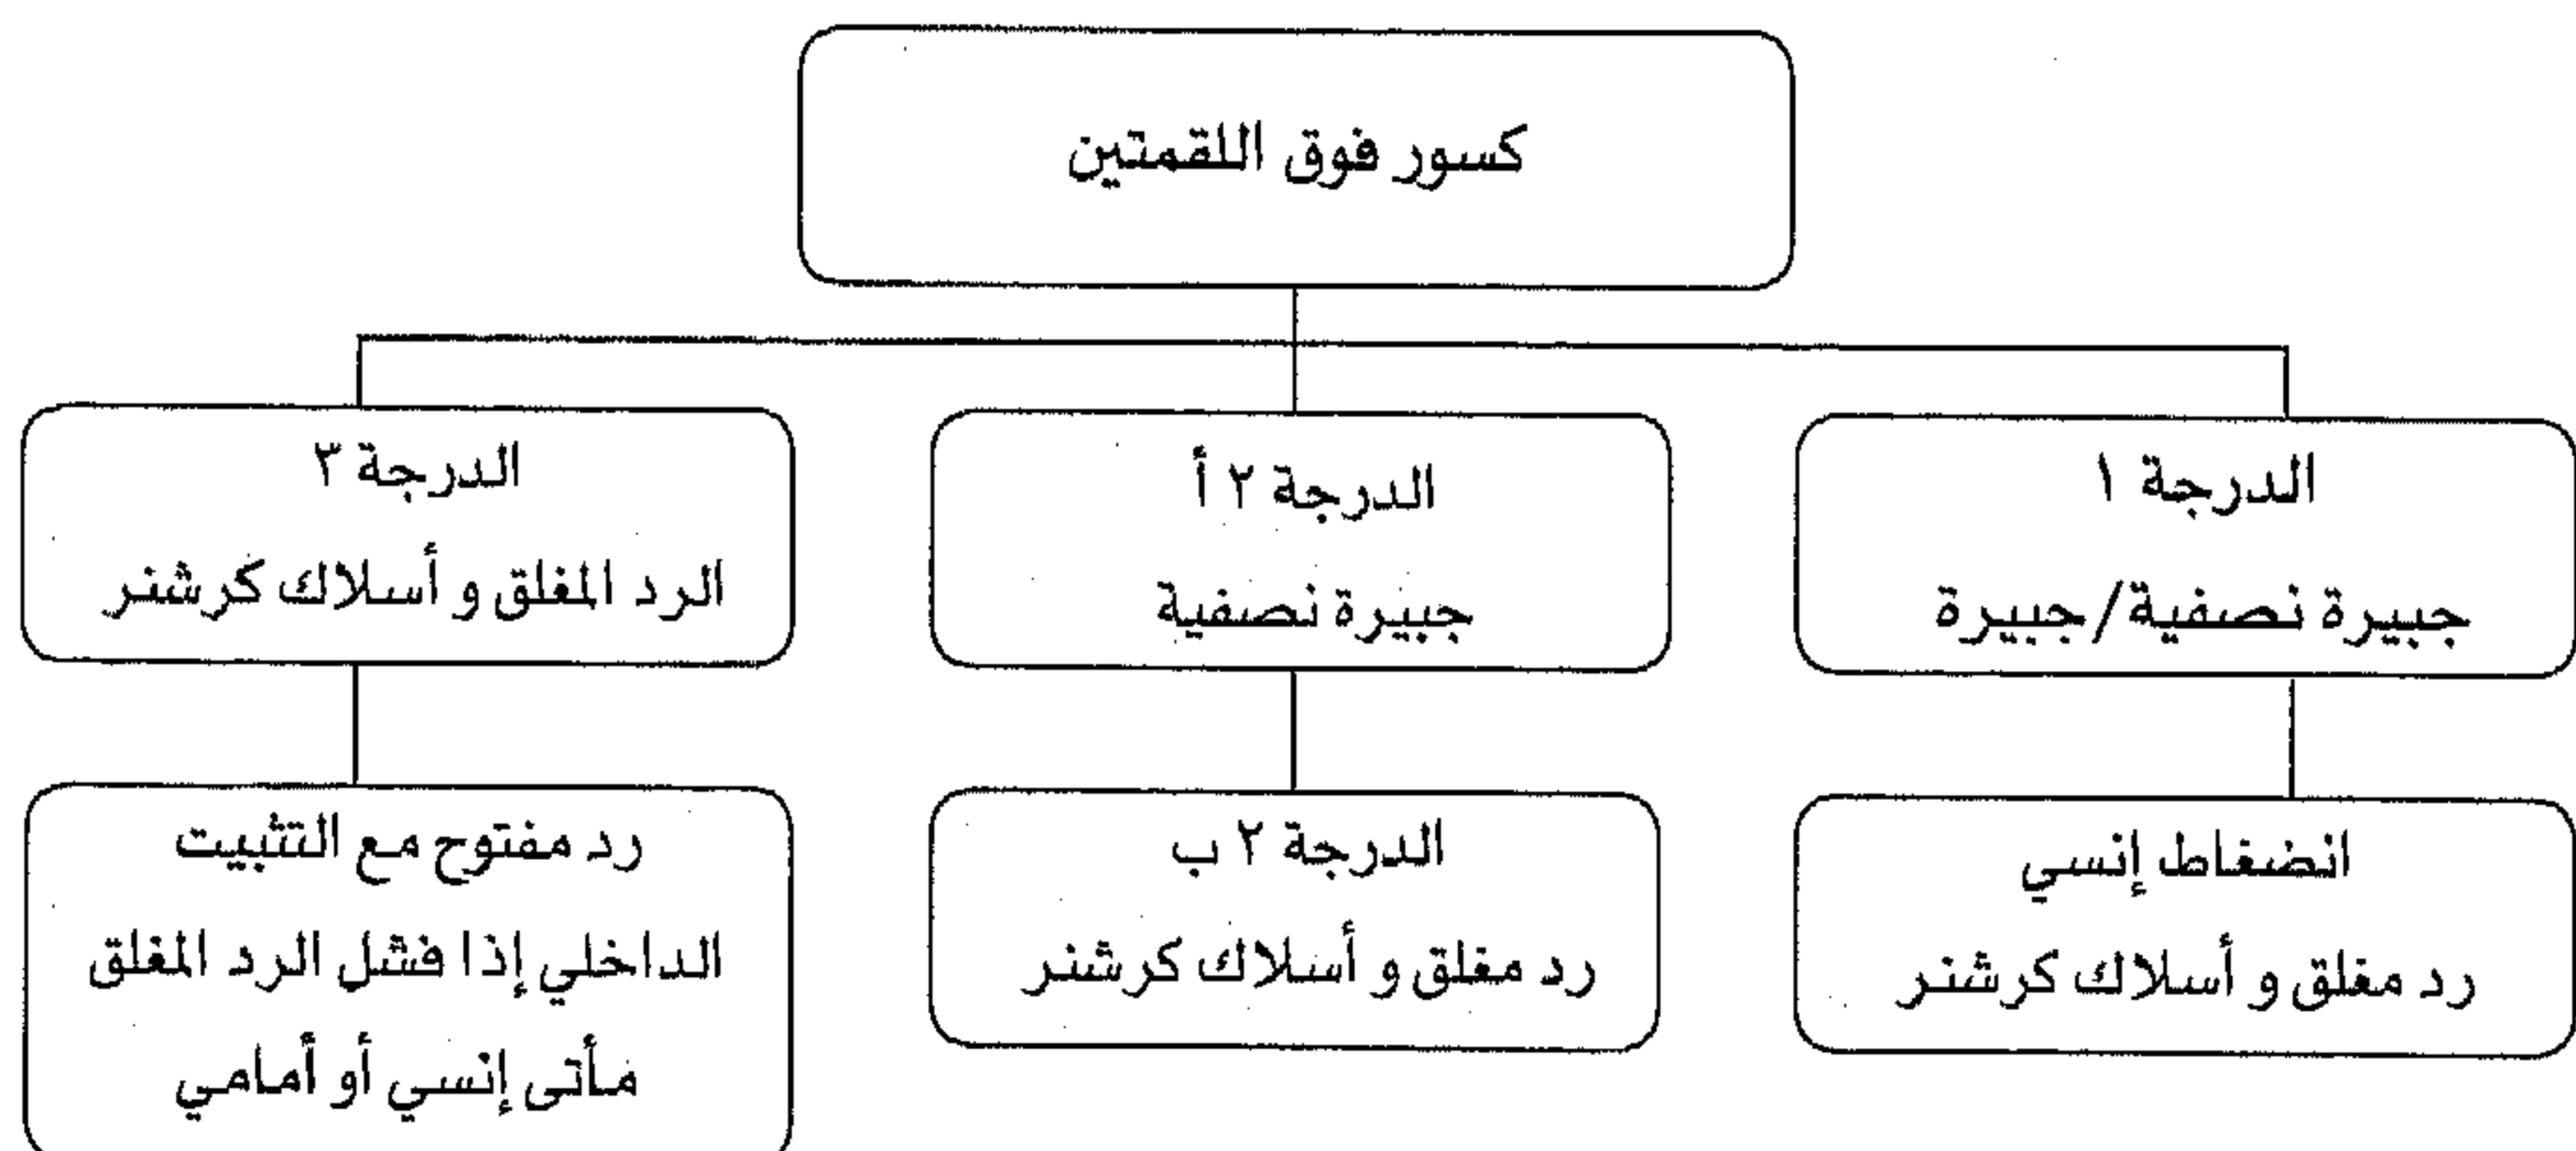 كسور فوق اللقمتين
الدرجة ١
جبيرة نصفية/جبيرة
الدرجة ٢ أ
جبيرة نصفية
الدرجة ٣
الرد المغلق و أسلاك كرشنر
انضغاط إنسي
رد مغلق و أسلاك كرشنر
الدرجة ٢ ب
رد مغلق و أسلاك كرشنر
رد مفتوح مع التثبيت
الداخلي إذا فشل الرد المغلق
مأتى إنسي أو أمامي